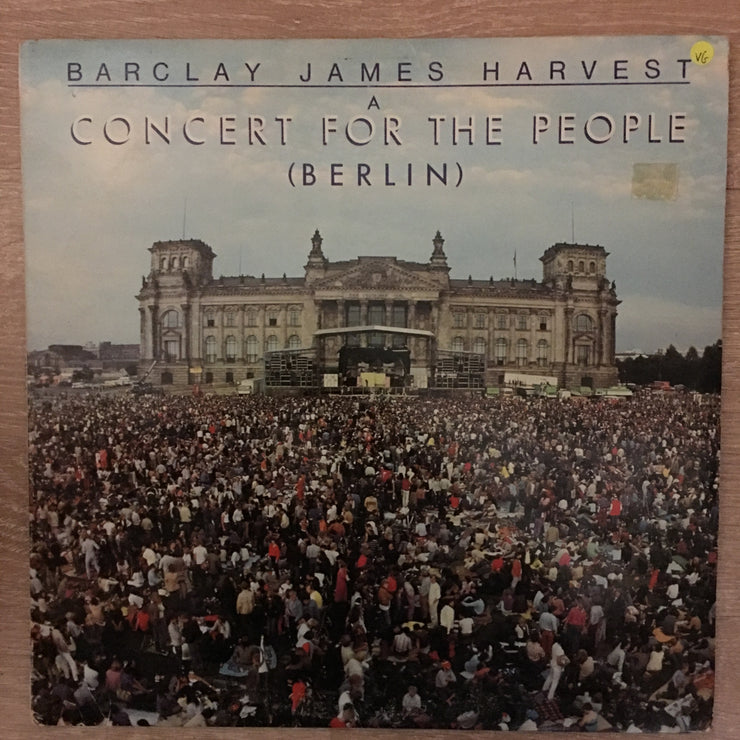 BARCLAY JAMES HARVEST
A
CONCERT FOR THE PEOPLE
(BERLIN)
VG